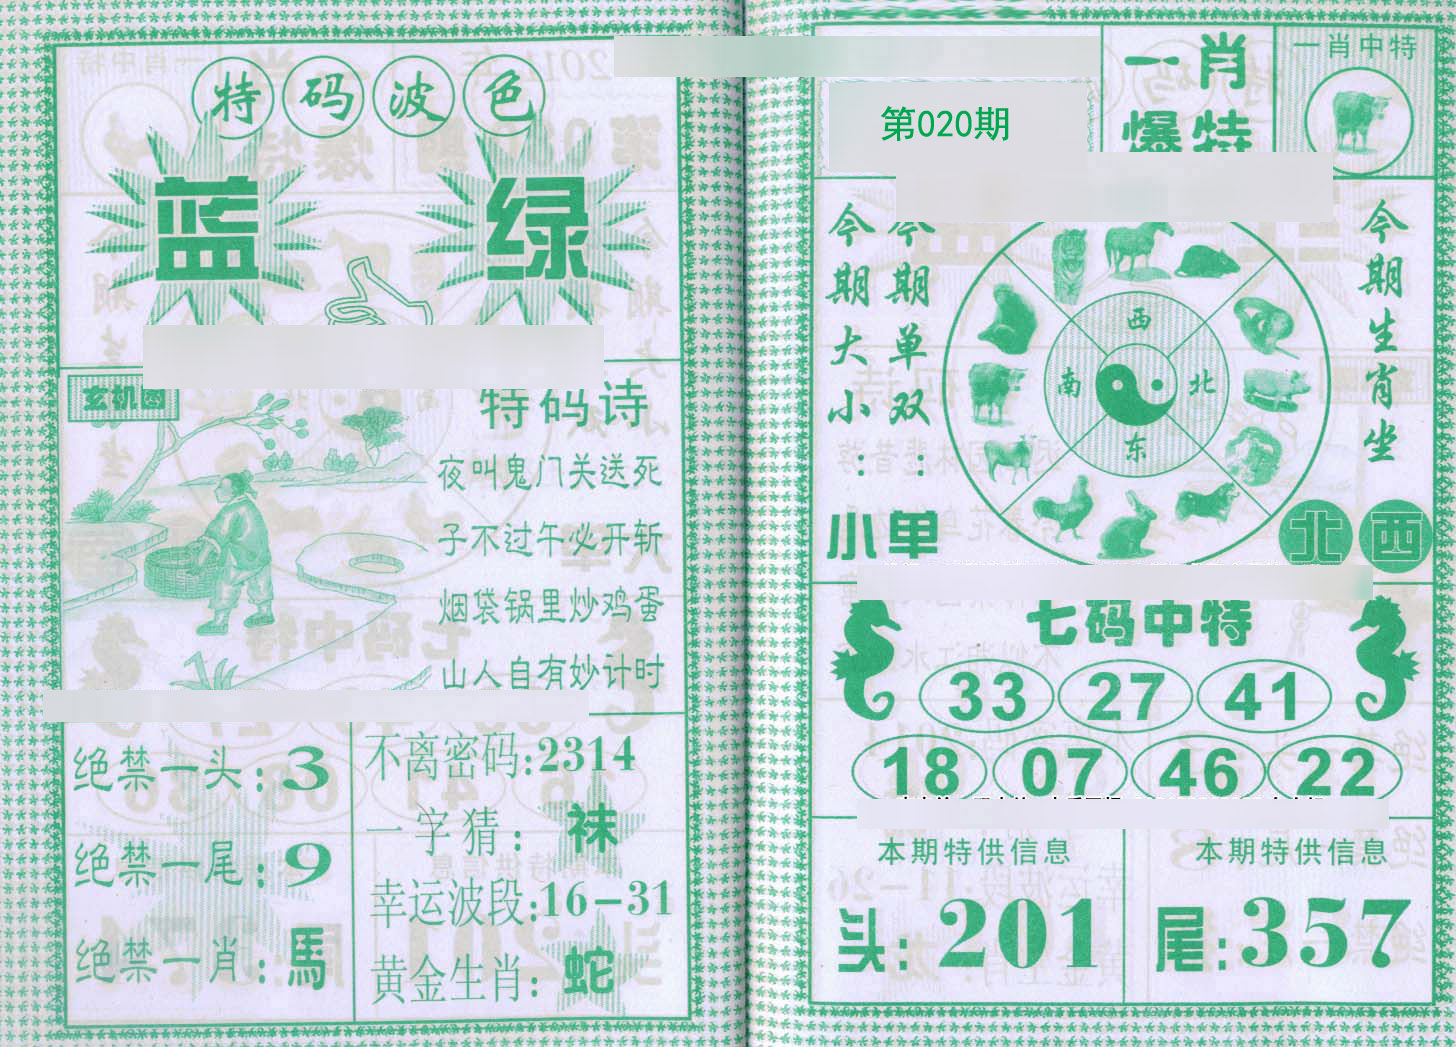 特码波色
蓝 绿
玄机图
特码诗
夜叫鬼门关送死
子不过午必开斩
烟袋锅里炒鸡蛋
山人自有妙计时
绝禁一头:3
绝禁一尾:9
绝禁一肖:馬
不离密码:2314
一字猜:袜
幸运波段:16-31
黄金生肖:蛇
第020期
一肖
爆特
一肖中特
今期大小:小
今期单双:单
西
南 北
东
今期生肖坐
北 西
七码中特
33 27 41
18 07 46 22
本期特供信息
头:201
本期特供信息
尾:357